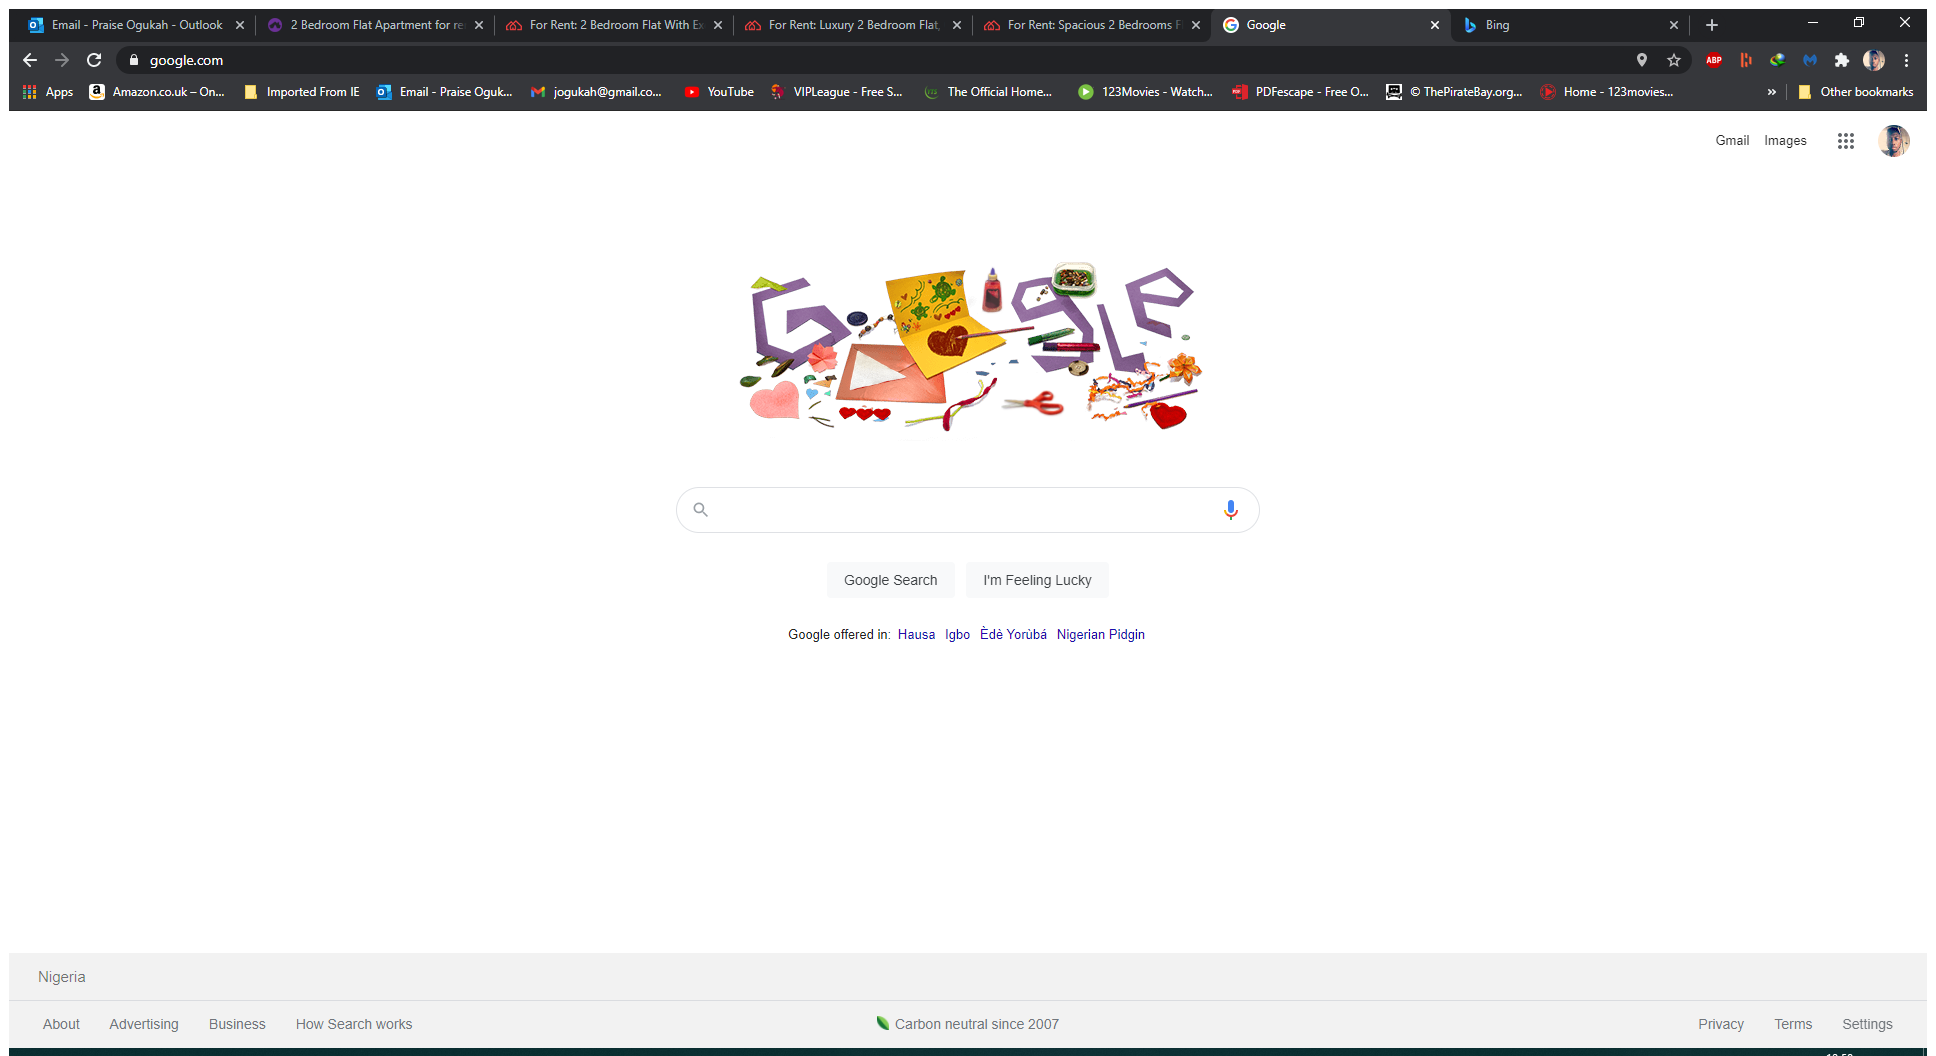 Email - Praise Ogukah - Outlook
2 Bedroom Flat Apartment for re
For Rent: 2 Bedroom Flat With Ex
For Rent: Luxury 2 Bedroom Flat,
For Rent: Spacious 2 Bedrooms F
Google
Bing
google.com
ABP
Apps
Amazon.co.uk – On...
Imported From IE
Email - Praise Oguk...
jogukah@gmail.co...
YouTube
VIPLeague - Free S...
The Official Home...
123Movies - Watch...
PDFescape - Free O...
© ThePirateBay.org...
Home - 123movies...
»
Other bookmarks
Gmail Images
Google Search
I'm Feeling Lucky
Google offered in: Hausa Igbo Èdè Yorùbá Nigerian Pidgin
Nigeria
About Advertising Business How Search works
Carbon neutral since 2007
Privacy Terms Settings